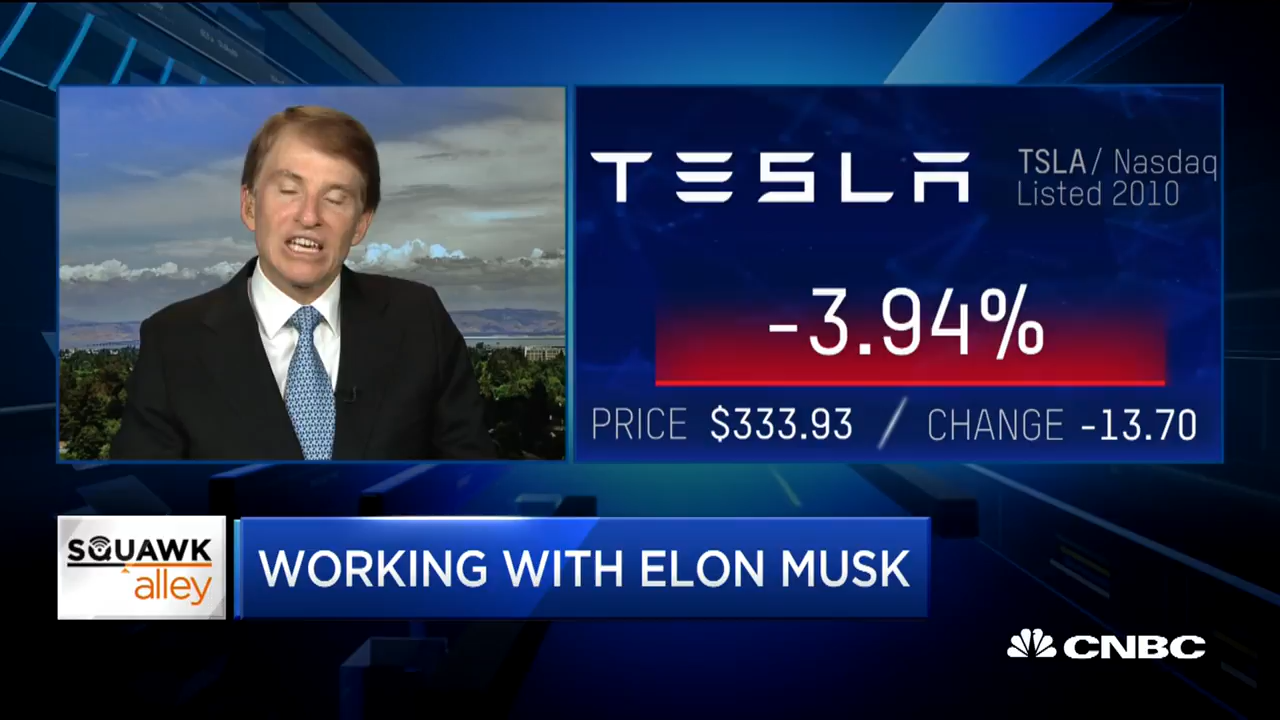 TESLA
TSLA/ Nasdaq
Listed 2010
-3.94%
PRICE $333.93 / CHANGE -13.70
SQUAWK
alley
WORKING WITH ELON MUSK
CNBC